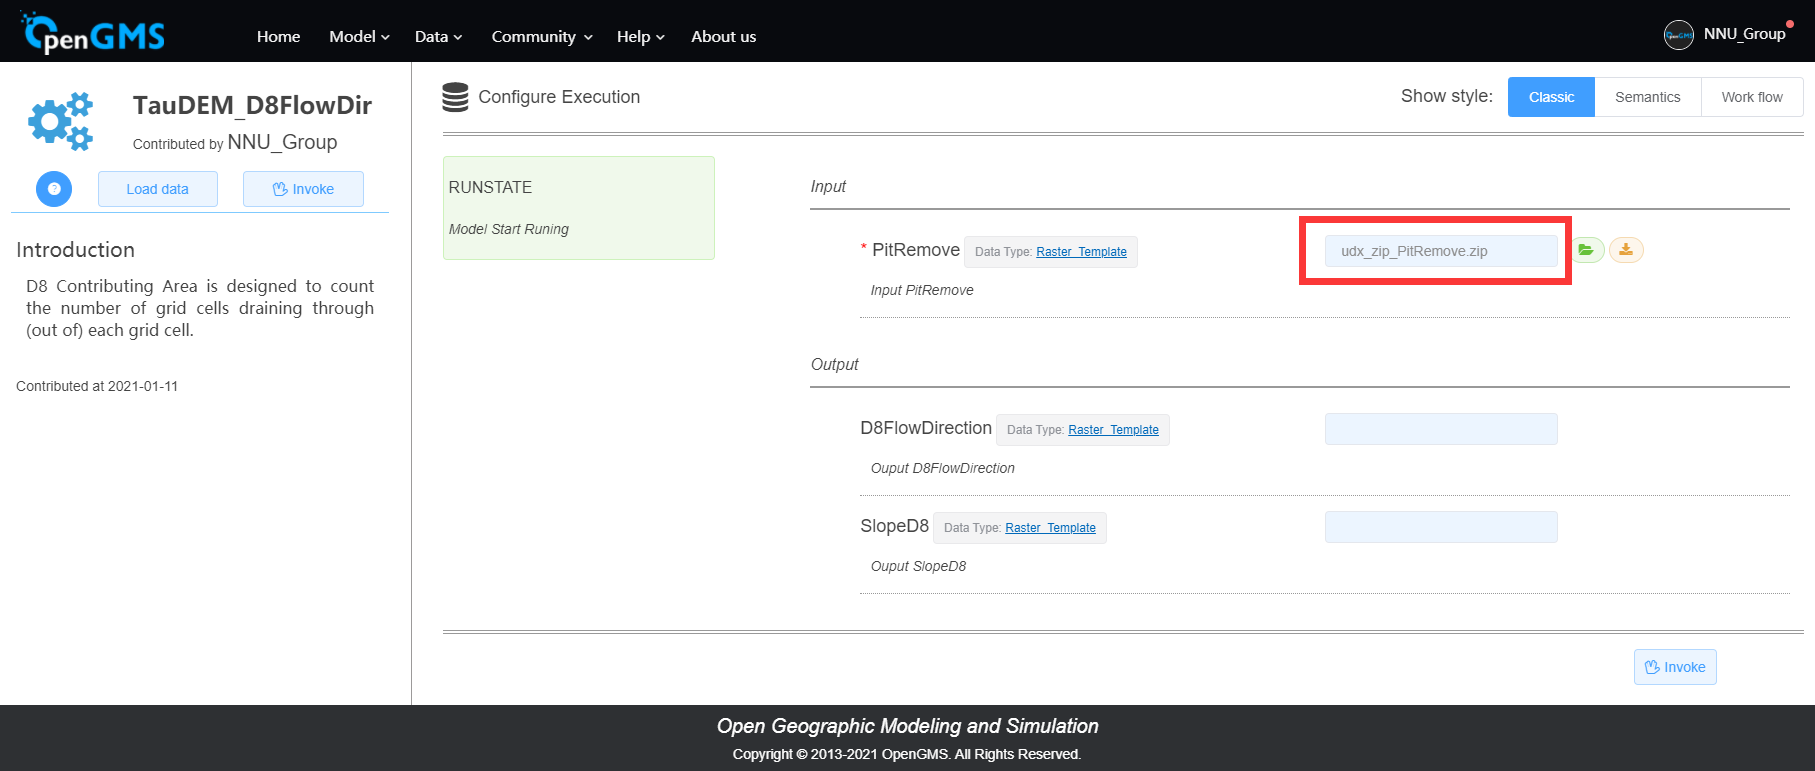 OpenGMS
Home
Model
Data
Community
Help
About us
NNU_Group
TauDEM_D8FlowDir
Contributed by NNU_Group
Load data
Invoke
Introduction
D8 Contributing Area is designed to count
the number of grid cells draining through
(out of) each grid cell.
Contributed at 2021-01-11
Configure Execution
Show style:
Classic
Semantics
Work flow
RUNSTATE
Model Start Runing
Input
* PitRemove
Data Type: Raster_Template
udx_zip_PitRemove.zip
Input PitRemove
Output
D8FlowDirection
Data Type: Raster_Template
Ouput D8FlowDirection
SlopeD8
Data Type: Raster_Template
Ouput SlopeD8
Invoke
Open Geographic Modeling and Simulation
Copyright © 2013-2021 OpenGMS. All Rights Reserved.